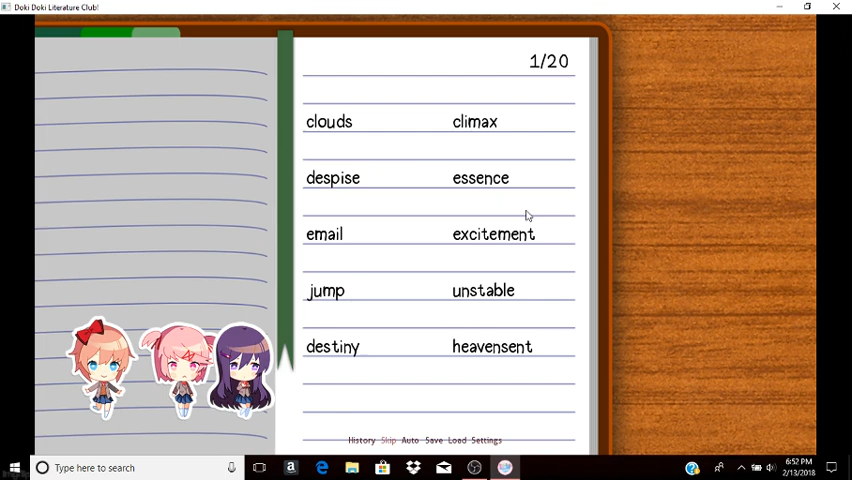 Doki Doki Literature Club!
1/20
clouds climax
despise essence
email excitement
jump unstable
destiny heavensent
History Skip Auto Save Load Settings
Type here to search
6:52 PM
2/13/2018